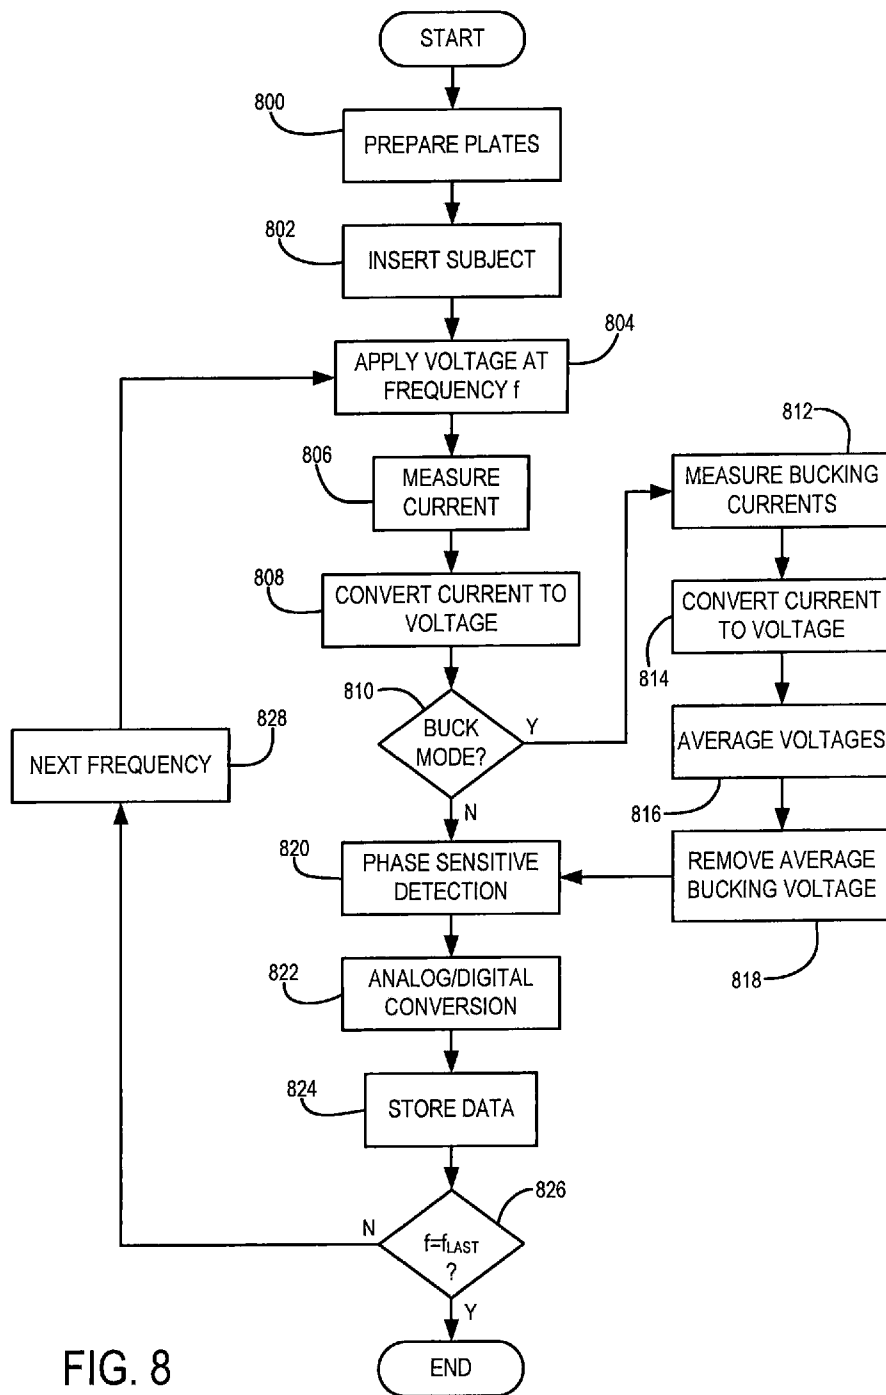 START
800
PREPARE PLATES
802
INSERT SUBJECT
804
APPLY VOLTAGE AT
FREQUENCY f
806
MEASURE
CURRENT
808
CONVERT CURRENT TO
VOLTAGE
810
BUCK
MODE?
Y
N
812
MEASURE BUCKING
CURRENTS
CONVERT CURRENT
TO VOLTAGE
814
AVERAGE VOLTAGES
816
REMOVE AVERAGE
BUCKING VOLTAGE
818
820
PHASE SENSITIVE
DETECTION
822
ANALOG/DIGITAL
CONVERSION
824
STORE DATA
826
f=fLAST
?
N
Y
828
NEXT FREQUENCY
END
FIG. 8